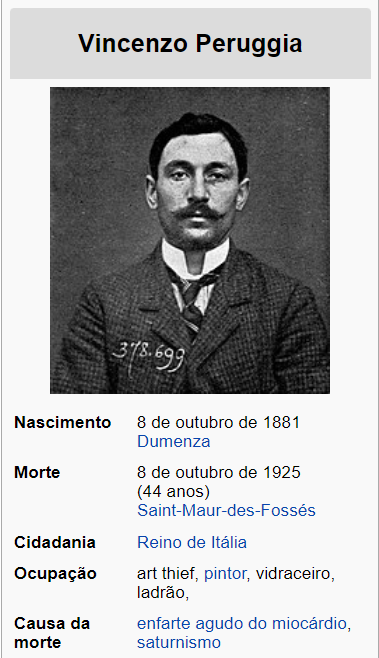 Vincenzo Peruggia
378.699
Nascimento 8 de outubro de 1881
Dumenza
Morte 8 de outubro de 1925
(44 anos)
Saint-Maur-des-Fossés
Cidadania Reino de Itália
Ocupação art thief, pintor, vidraceiro,
ladrão,
Causa da enfarte agudo do miocárdio,
morte saturnismo